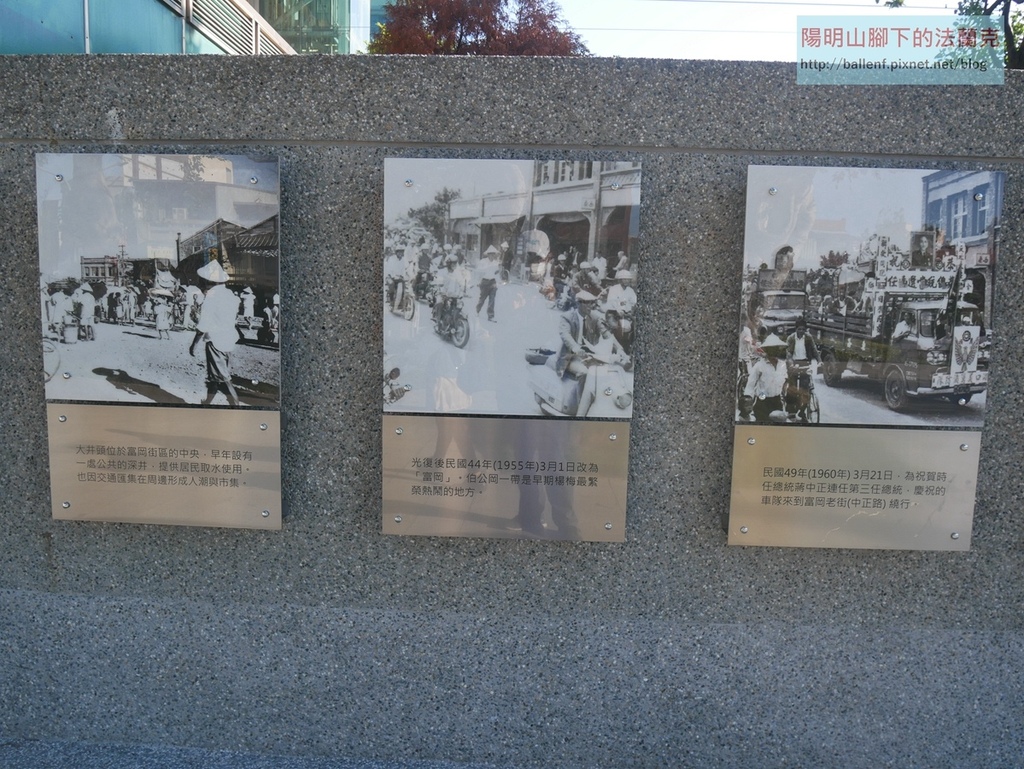 陽明山腳下的法蘭克
http://ballenf.pixnet.net/blog
大井頭位於富岡街區的中央，早年設有
一處公共的深井，提供居民取水使用。
也因交通匯集在周邊形成人潮與市集。
光復後民國44年(1955年)3月1日改為
「富岡」。伯公岡一帶是早期楊梅最繁
榮熱鬧的地方。
民國49年(1960年) 3月21日，為祝賀時
任總統蔣中正連任第三任總統，慶祝的
車隊來到富岡老街(中正路) 繞行。